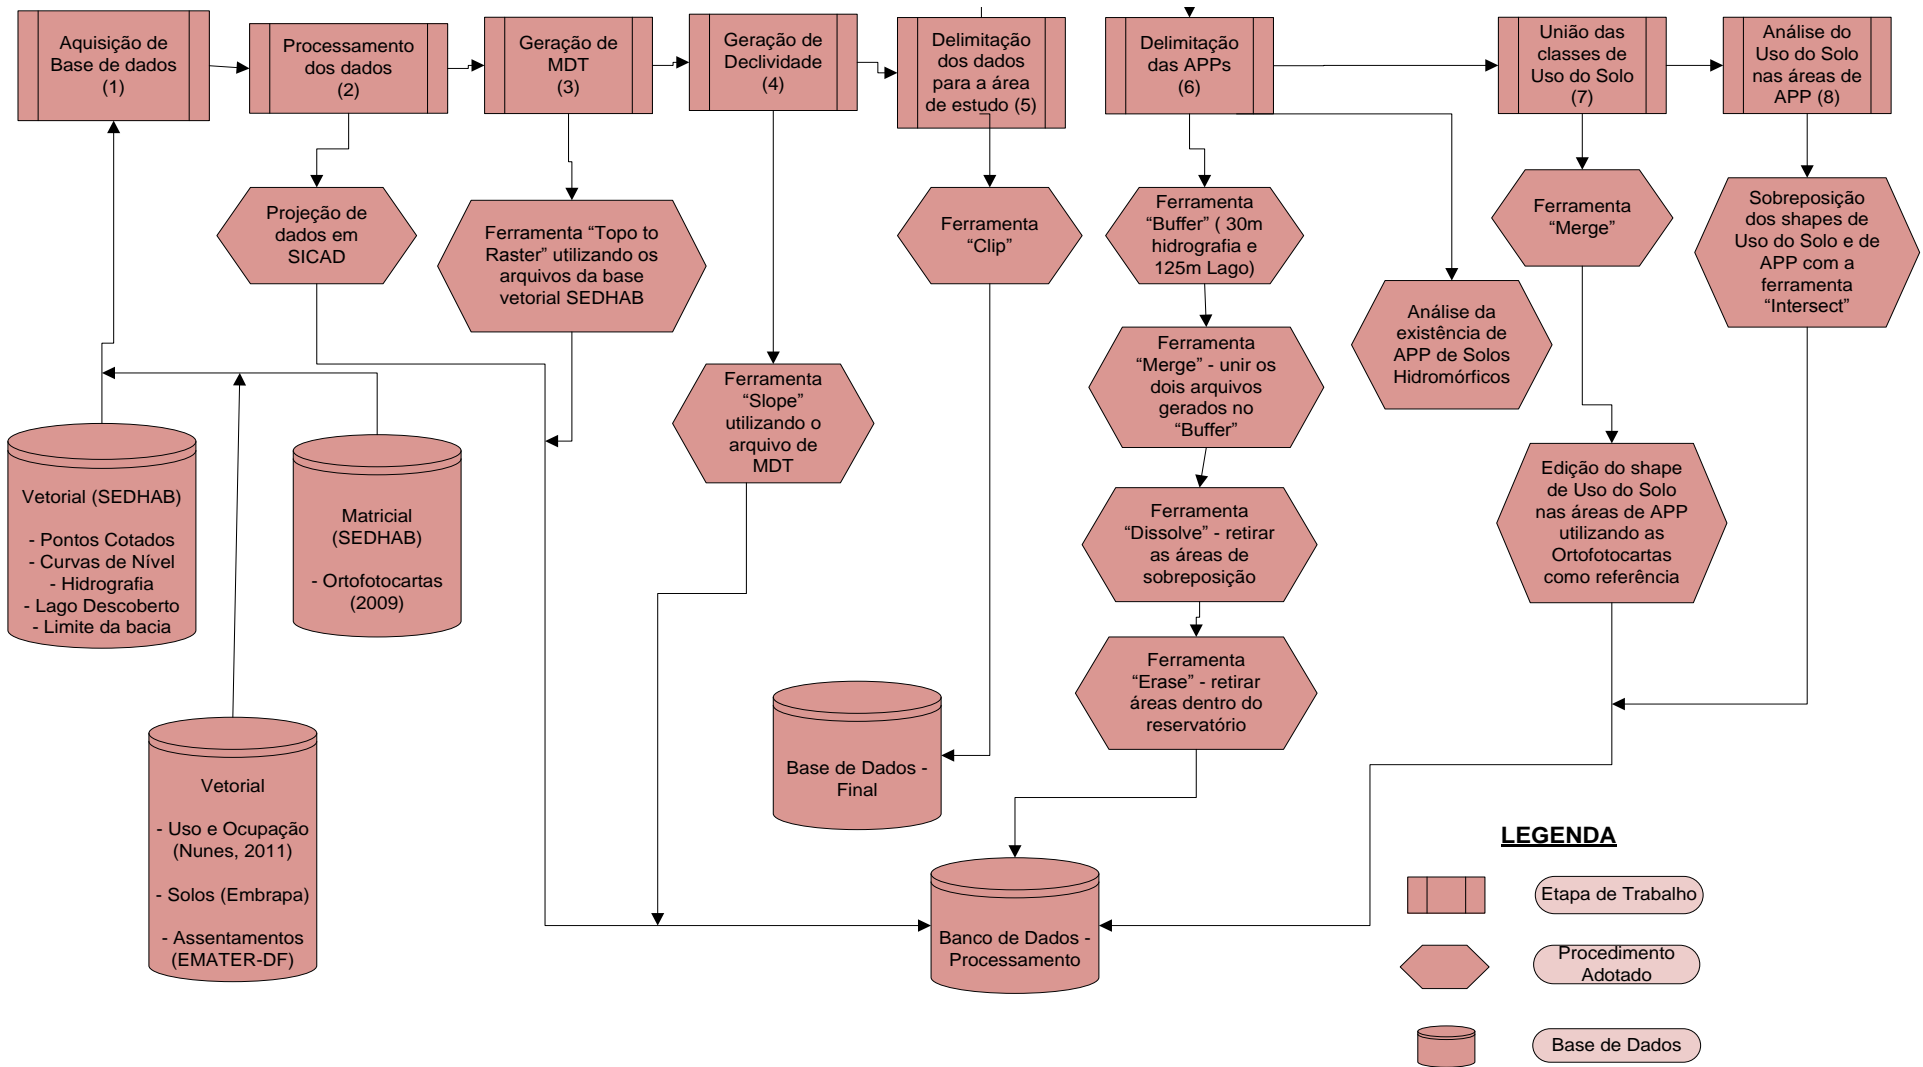 Aquisição de
Base de dados
(1)
Processamento
dos dados
(2)
Geração de
MDT
(3)
Geração de
Declividade
(4)
Delimitação
dos dados
para a área
de estudo (5)
Delimitação
das APPs
(6)
União das
classes de
Uso do Solo
(7)
Análise do
Uso do Solo
nas áreas de
APP (8)
Projeção de
dados em
SICAD
Ferramenta “Topo to
Raster” utilizando os
arquivos da base
vetorial SEDHAB
Ferramenta
“Slope”
utilizando o
arquivo de
MDT
Ferramenta
“Clip”
Ferramenta
“Buffer” ( 30m
hidrografia e
125m Lago)
Ferramenta
“Merge” - unir os
dois arquivos
gerados no
“Buffer”
Ferramenta
“Dissolve” - retirar
as áreas de
sobreposição
Ferramenta
“Erase” - retirar
áreas dentro do
reservatório
Análise da
existência de
APP de Solos
Hidromórficos
Ferramenta
“Merge”
Edição do shape
de Uso do Solo
nas áreas de APP
utilizando as
Ortofotocartas
como referência
Sobreposição
dos shapes de
Uso do Solo e de
APP com a
ferramenta
“Intersect”
Vetorial (SEDHAB)
- Pontos Cotados
- Curvas de Nível
- Hidrografia
- Lago Descoberto
- Limite da bacia
Matricial
(SEDHAB)
- Ortofotocartas
(2009)
Vetorial
- Uso e Ocupação
(Nunes, 2011)
- Solos (Embrapa)
- Assentamentos
(EMATER-DF)
Base de Dados -
Final
Banco de Dados -
Processamento
LEGENDA
Etapa de Trabalho
Procedimento
Adotado
Base de Dados